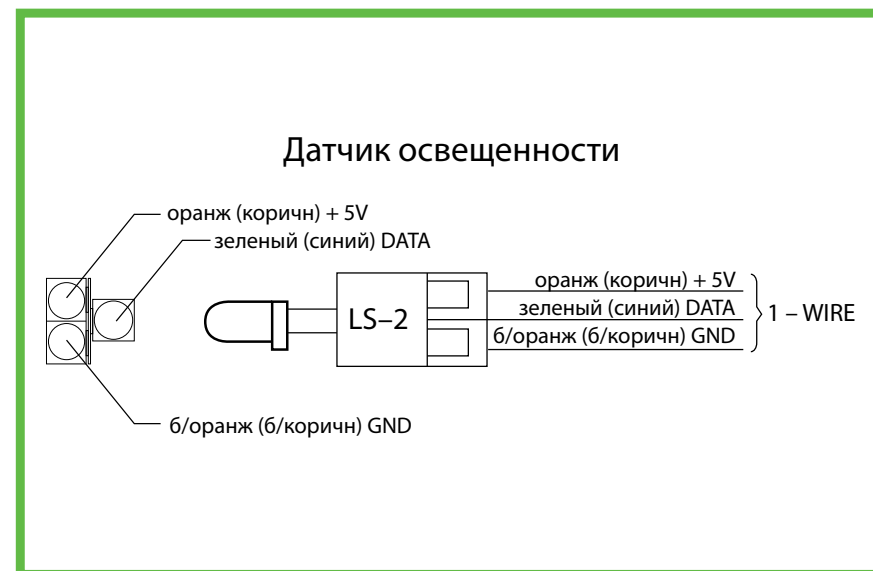 Датчик освещенности
оранж (коричн) + 5V
зеленый (синий) DATA
б/оранж (б/коричн) GND
LS–2
оранж (коричн) + 5V
зеленый (синий) DATA
б/оранж (б/коричн) GND
1 – WIRE